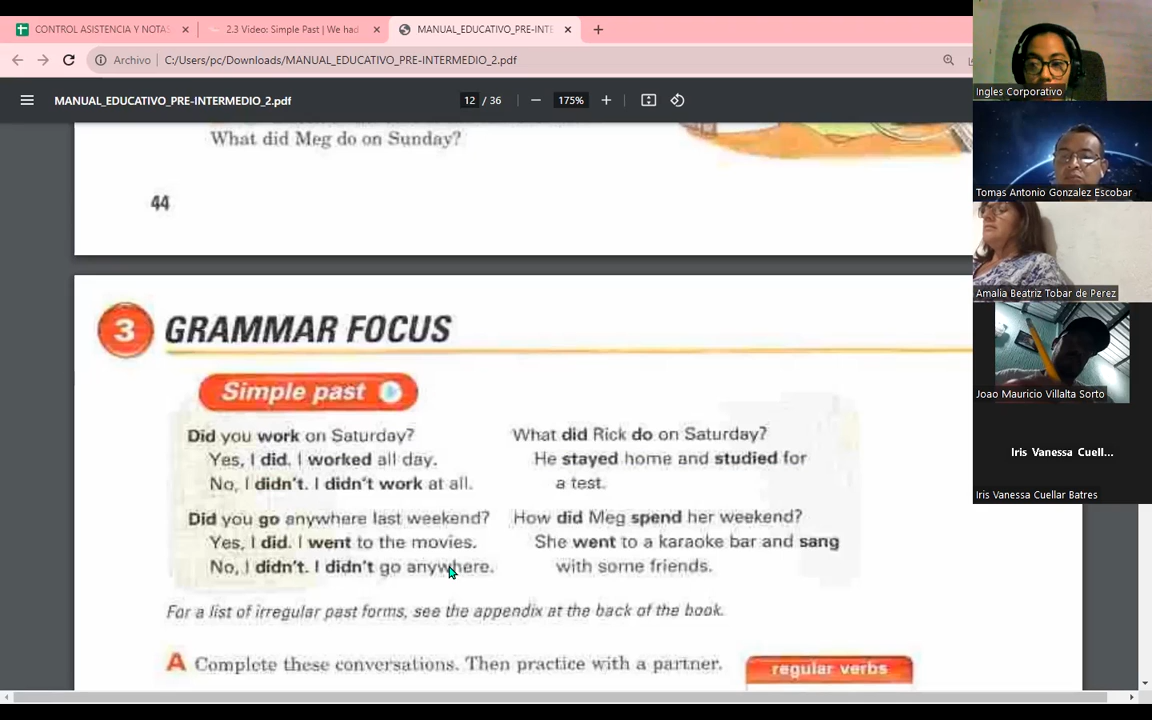 CONTROL ASISTENCIA Y NOTAS
2.3 Video: Simple Past | We had
MANUAL_EDUCATIVO_PRE-INTE
Archivo
C:/Users/pc/Downloads/MANUAL_EDUCATIVO_PRE-INTERMEDIO_2.pdf
MANUAL_EDUCATIVO_PRE-INTERMEDIO_2.pdf
12 / 36
175%
What did Meg do on Sunday?
44
3 GRAMMAR FOCUS
Simple past
Did you work on Saturday?
Yes, I did. I worked all day.
No, I didn't. I didn't work at all.
Did you go anywhere last weekend?
Yes, I did. I went to the movies.
No, I didn't. I didn't go anywhere.
What did Rick do on Saturday?
He stayed home and studied for
a test.
How did Meg spend her weekend?
She went to a karaoke bar and sang
with some friends.
For a list of irregular past forms, see the appendix at the back of the book.
A Complete these conversations. Then practice with a partner.
regular verbs
Ingles Corporativo
Tomas Antonio Gonzalez Escobar
Amalia Beatriz Tobar de Perez
Joao Mauricio Villalta Sorto
Iris Vanessa Cuell...
Iris Vanessa Cuellar Batres